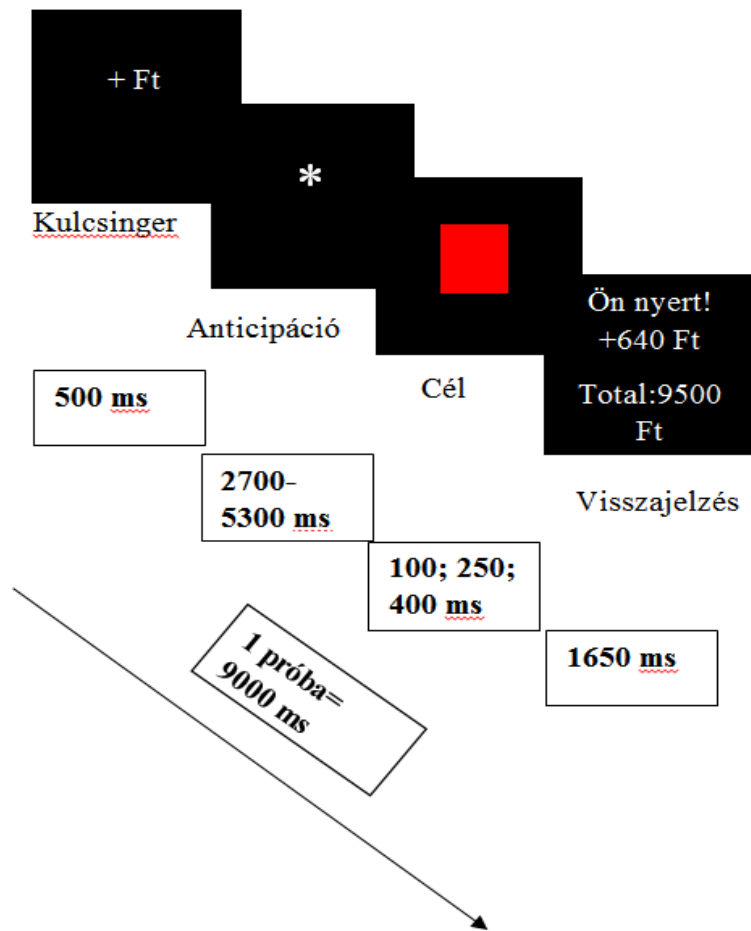 + Ft
Kulcsinger
*
Anticipáció
Cél
Ön nyert!
+640 Ft
Total:9500
Ft
Visszajelzés
500 ms
2700-
5300 ms
100; 250;
400 ms
1650 ms
1 próba=
9000 ms